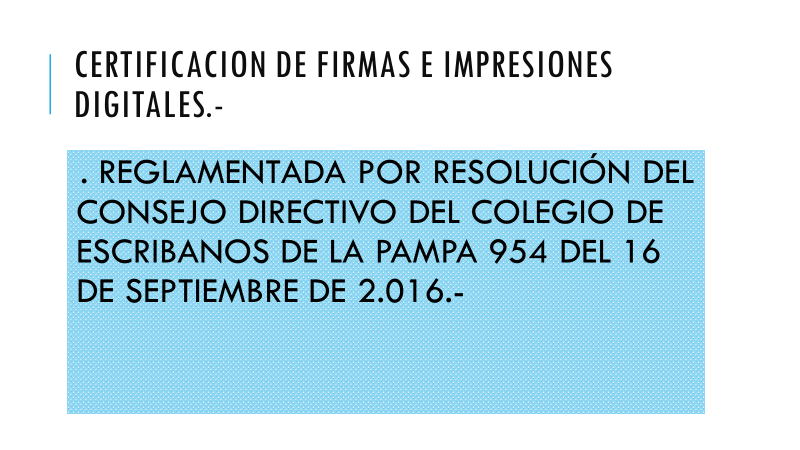 CERTIFICACION DE FIRMAS E IMPRESIONES
DIGITALES.-
. REGLAMENTADA POR RESOLUCIÓN DEL
CONSEJO DIRECTIVO DEL COLEGIO DE
ESCRIBANOS DE LA PAMPA 954 DEL 16
DE SEPTIEMBRE DE 2.016.-